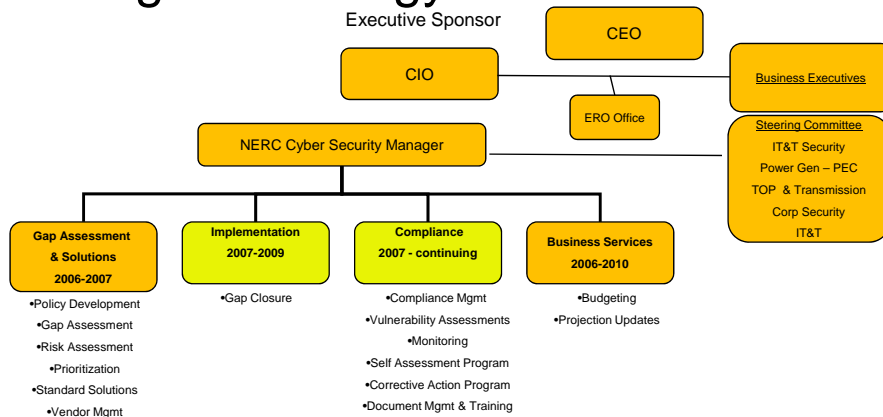 Executive Sponsor
CEO
CIO
Business Executives
ERO Office
Steering Committee
IT&T Security
Power Gen – PEC
TOP & Transmission
Corp Security
IT&T
NERC Cyber Security Manager
Gap Assessment
& Solutions
2006-2007
•Policy Development
•Gap Assessment
•Risk Assessment
•Prioritization
•Standard Solutions
•Vendor Mgmt
Implementation
2007-2009
•Gap Closure
Compliance
2007 - continuing
•Compliance Mgmt
•Vulnerability Assessments
•Monitoring
•Self Assessment Program
•Corrective Action Program
•Document Mgmt & Training
Business Services
2006-2010
•Budgeting
•Projection Updates